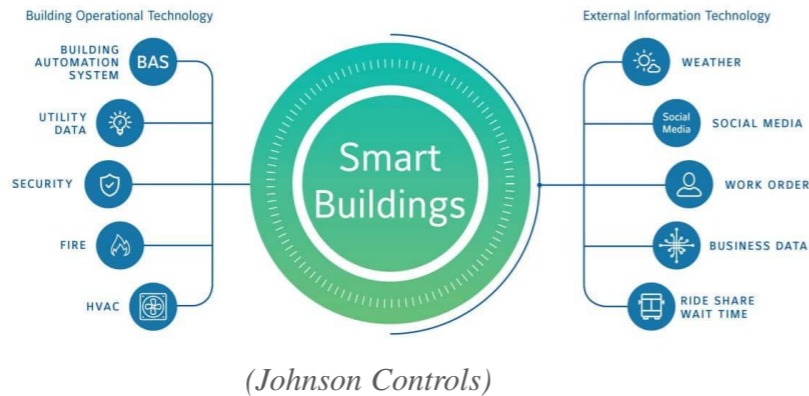 Building Operational Technology
BUILDING
AUTOMATION
SYSTEM
BAS
UTILITY
DATA
SECURITY
FIRE
HVAC
Smart
Buildings
External Information Technology
WEATHER
Social
Media
SOCIAL MEDIA
WORK ORDER
BUSINESS DATA
RIDE SHARE
WAIT TIME
(Johnson Controls)